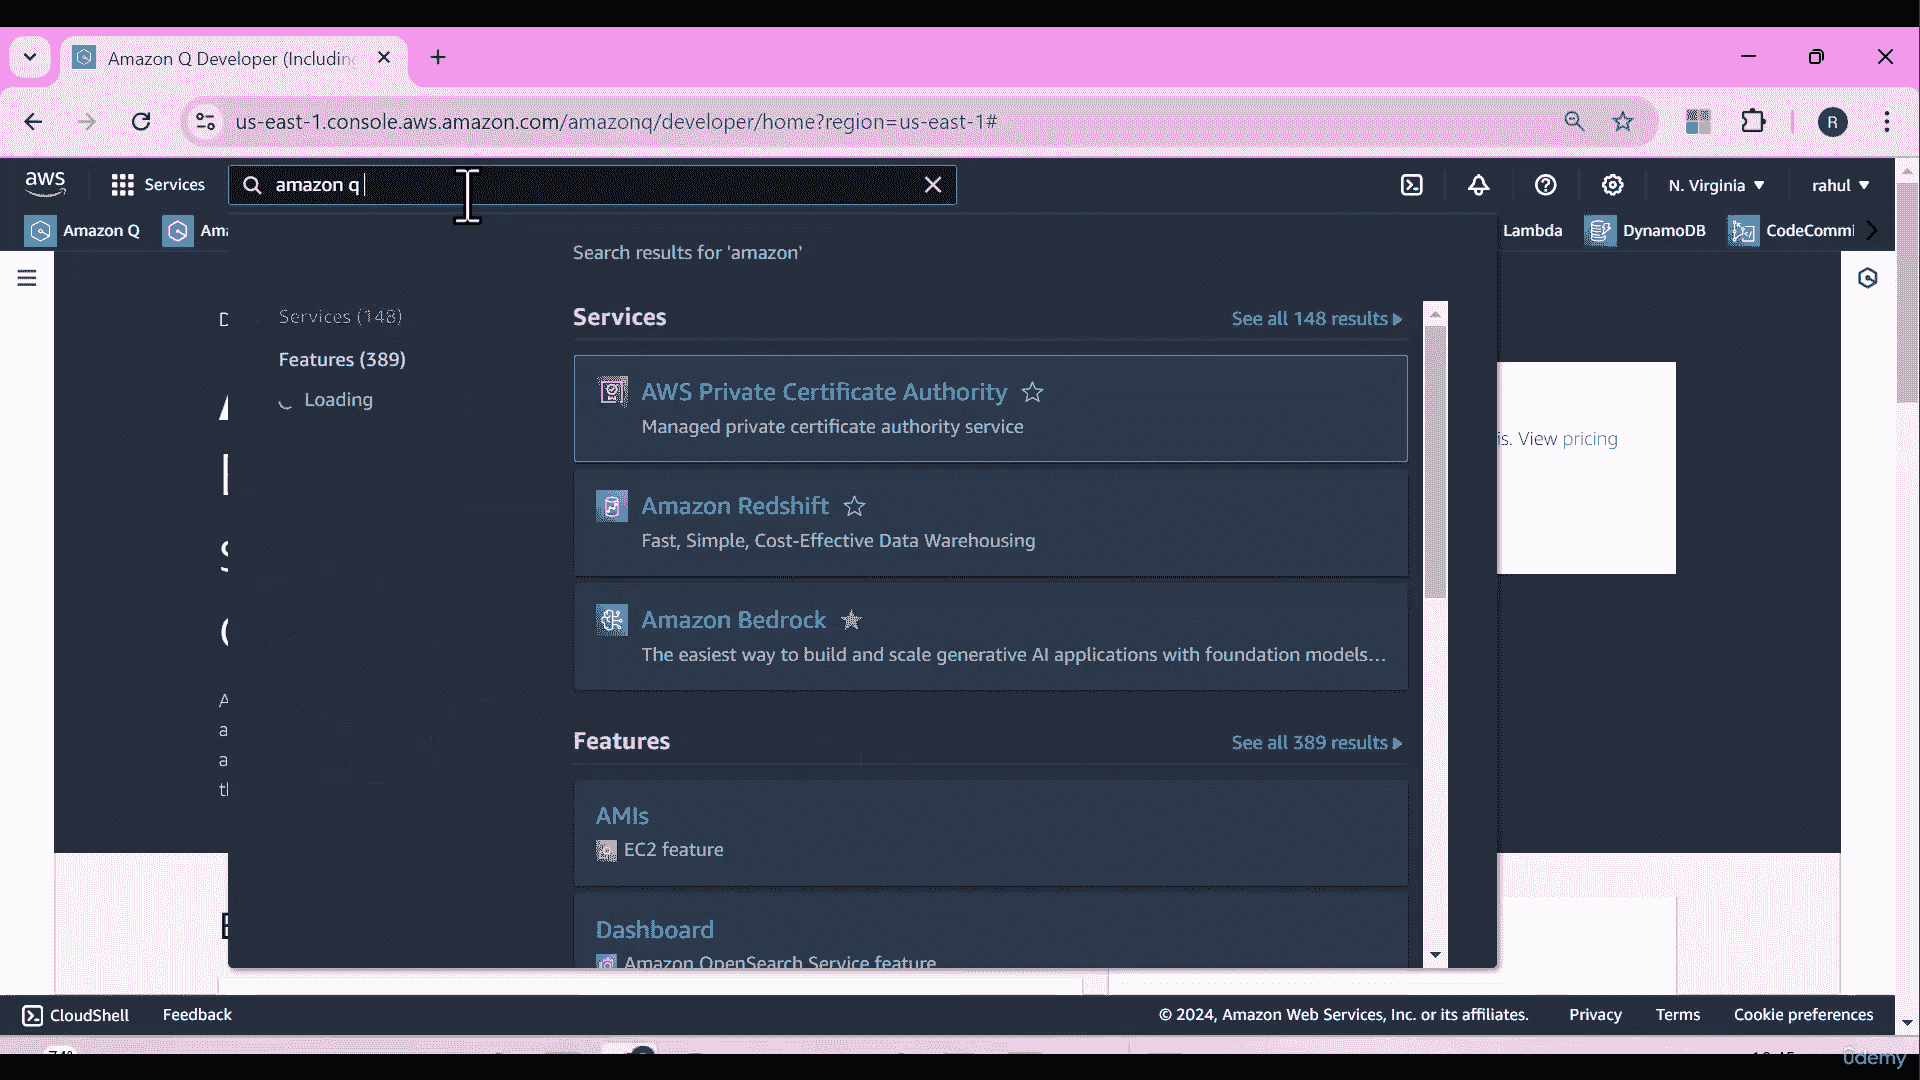 Amazon Q Developer (Includin
us-east-1.console.aws.amazon.com/amazonq/developer/home?region=us-east-1#
R
aws
Services
amazon q
N. Virginia
rahul
Amazon Q
Ama
Lambda
DynamoDB
CodeCommi
Search results for 'amazon'
Services (148)
Features (389)
Loading
Services
See all 148 results
AWS Private Certificate Authority
Managed private certificate authority service
Amazon Redshift
Fast, Simple, Cost-Effective Data Warehousing
Amazon Bedrock
The easiest way to build and scale generative AI applications with foundation models...
Features
See all 389 results
AMIs
EC2 feature
Dashboard
Amazon OpenSearch Service feature
is. View pricing
CloudShell
Feedback
© 2024, Amazon Web Services, Inc. or its affiliates.
Privacy
Terms
Cookie preferences
udemy